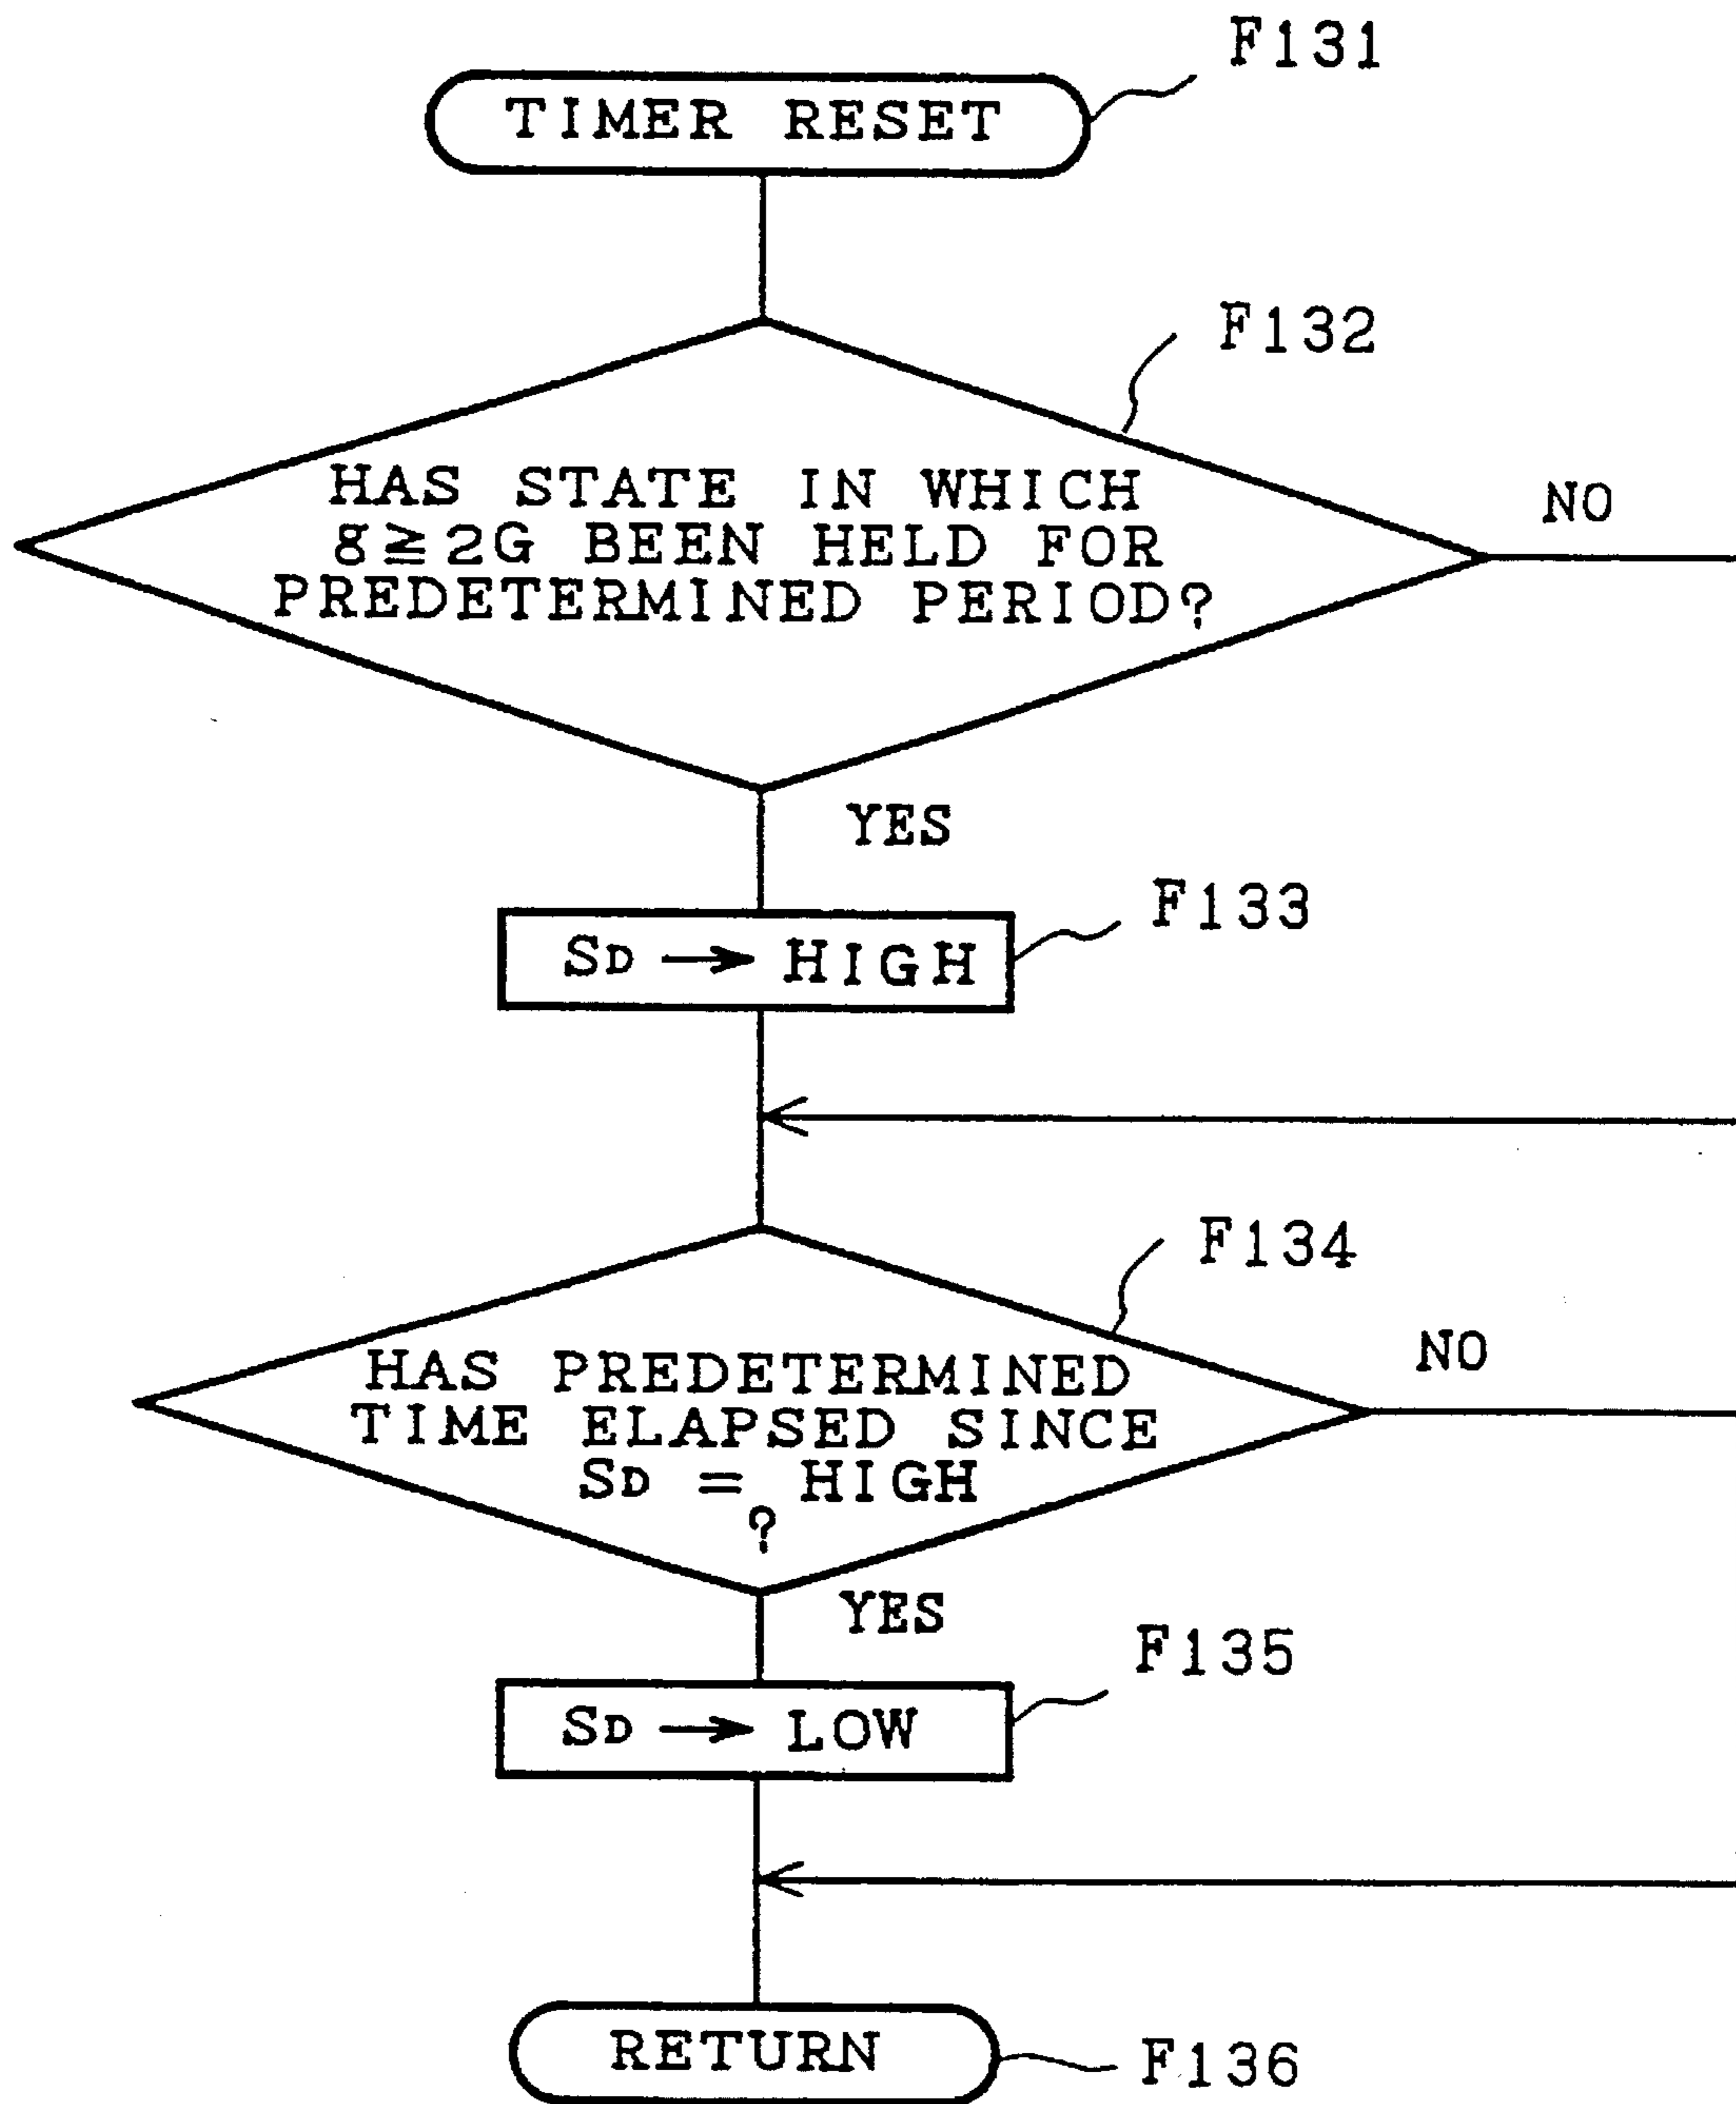 F131
TIMER RESET
F132
HAS STATE IN WHICH
8≧2G BEEN HELD FOR
PREDETERMINED PERIOD?
NO
YES
F133
SD → HIGH
F134
HAS PREDETERMINED
TIME ELAPSED SINCE
SD = HIGH
?
NO
YES
F135
SD → LOW
RETURN
F136